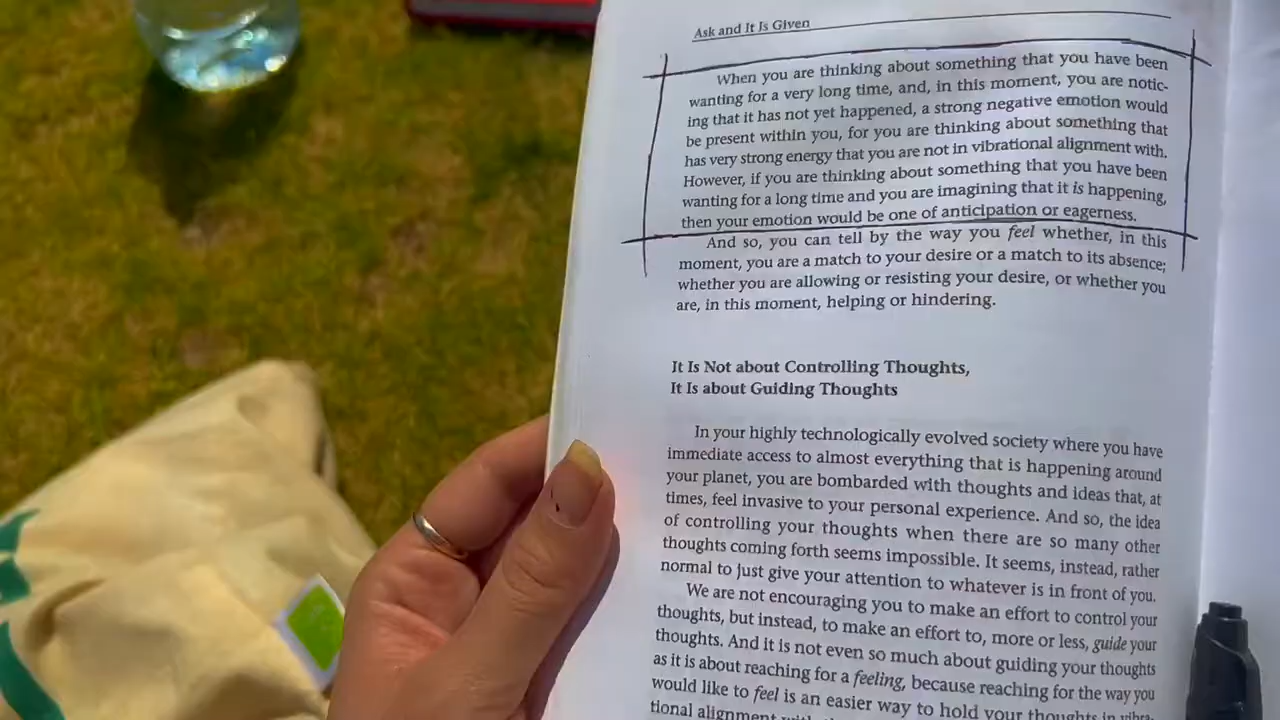 Ask and It Is Given
When you are thinking about something that you have been
wanting for a very long time, and, in this moment, you are notic-
ing that it has not yet happened, a strong negative emotion would
be present within you, for you are thinking about something that
has very strong energy that you are not in vibrational alignment with.
However, if you are thinking about something that you have been
wanting for a long time and you are imagining that it is happening,
then your emotion would be one of anticipation or eagerness.
And so, you can tell by the way you feel whether, in this
moment, you are a match to your desire or a match to its absence;
whether you are allowing or resisting your desire, or whether you
are, in this moment, helping or hindering.
It Is Not about Controlling Thoughts,
It Is about Guiding Thoughts
In your highly technologically evolved society where you have
immediate access to almost everything that is happening around
your planet, you are bombarded with thoughts and ideas that, at
times, feel invasive to your personal experience. And so, the idea
of controlling your thoughts when there are so many other
thoughts coming forth seems impossible. It seems, instead, rather
normal to just give your attention to whatever is in front of you.
We are not encouraging you to make an effort to control your
thoughts, but instead, to make an effort to, more or less, guide your
thoughts. And it is not even so much about guiding your thoughts
as it is about reaching for a feeling, because reaching for the way you
would like to feel is an easier way to hold your thoughts in vibra-
tional alignment